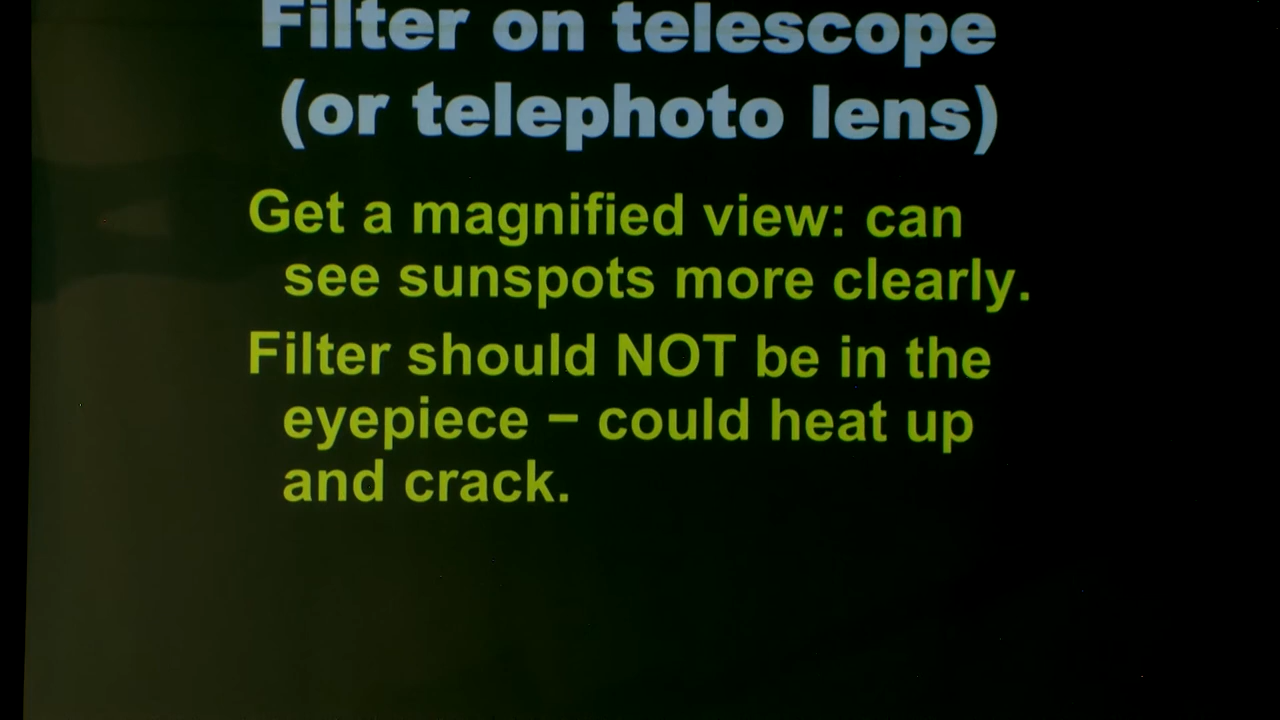 Filter on telescope
(or telephoto lens)
Get a magnified view: can
see sunspots more clearly.
Filter should NOT be in the
eyepiece – could heat up
and crack.